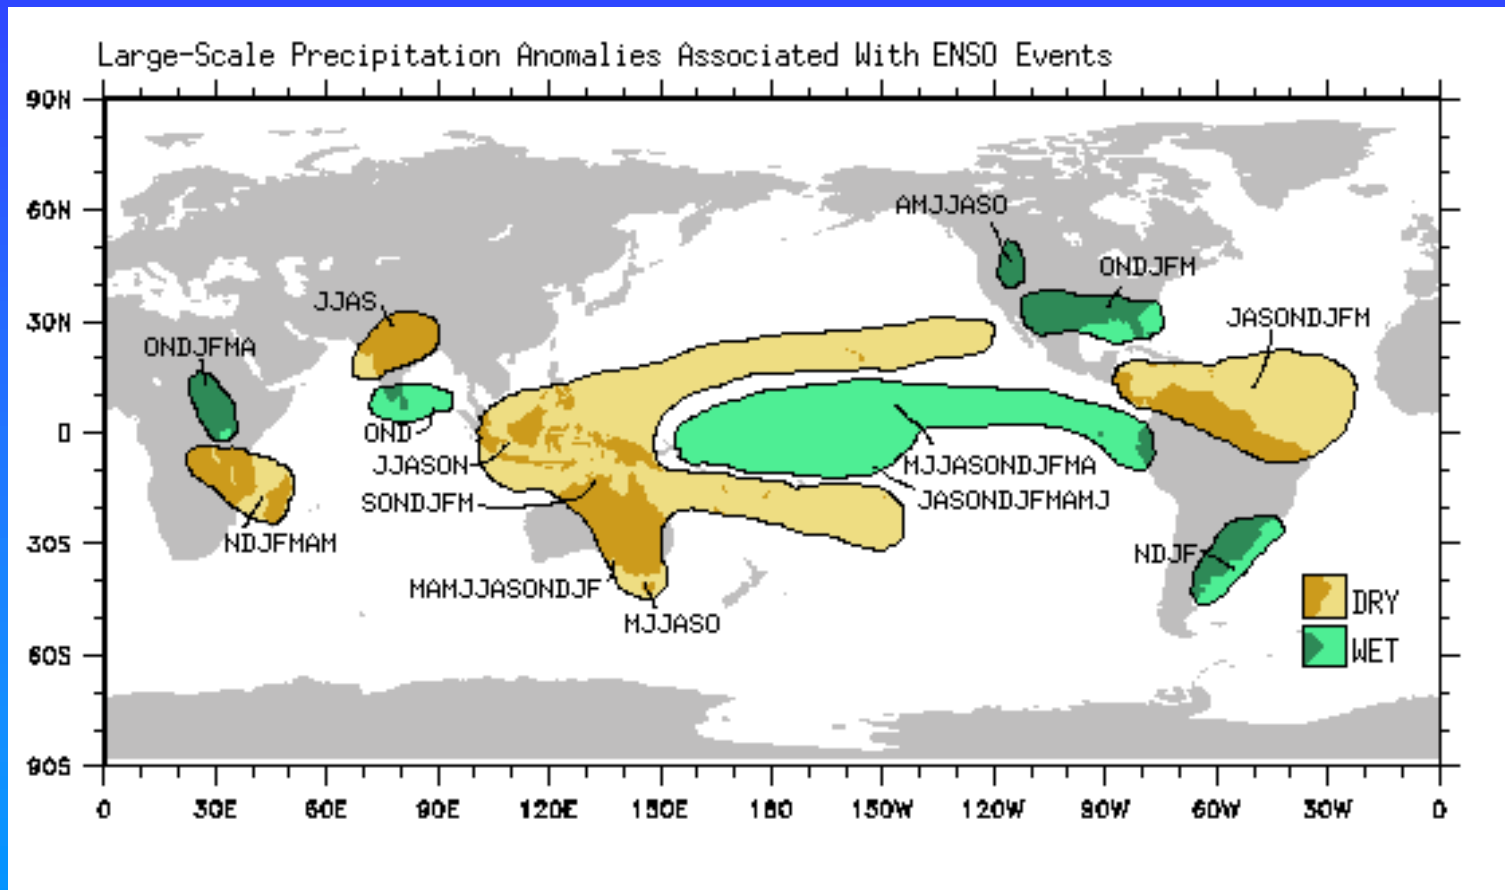 Large-Scale Precipitation Anomalies Associated With ENSO Events
90N
60N
30N
0
30S
60S
90S
AMJJASO
ONDJFM
JJAS
JASONDJFM
ONDJFMA
OND
JJASON
MJJASONDJFMA
SONDJFM
JASONDJFMAMJ
NDJFMAM
NDJF
MAMJJASONDJF
MJJASO
DRY
WET
0 30E 60E 90E 120E 150E 180 150W 120W 90W 60W 30W 0